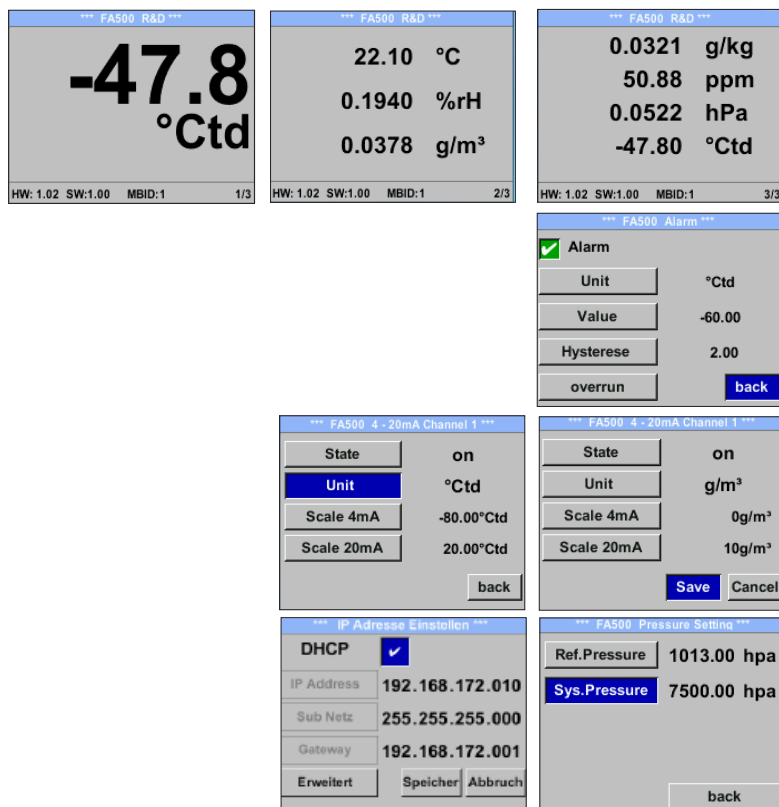 *** FA500 R&D ***
-47.8
°Ctd
HW: 1.02 SW:1.00 MBID:1 1/3
*** FA500 R&D ***
22.10 °C
0.1940 %rH
0.0378 g/m³
HW: 1.02 SW:1.00 MBID:1 2/3
*** FA500 R&D ***
0.0321 g/kg
50.88 ppm
0.0522 hPa
-47.80 °Ctd
HW: 1.02 SW:1.00 MBID:1 3/3
*** FA500 Alarm ***
Alarm
Unit °Ctd
Value -60.00
Hysterese 2.00
overrun back
*** FA500 4 - 20mA Channel 1 ***
State on
Unit °Ctd
Scale 4mA -80.00°Ctd
Scale 20mA 20.00°Ctd
back
*** FA500 4 - 20mA Channel 1 ***
State on
Unit g/m³
Scale 4mA 0g/m³
Scale 20mA 10g/m³
Save Cancel
*** IP Adresse Einstellen ***
DHCP
IP Address 192.168.172.010
Sub Netz 255.255.255.000
Gateway 192.168.172.001
Erweitert Speicher Abbruch
*** FA500 Pressure Setting ***
Ref.Pressure 1013.00 hpa
Sys.Pressure 7500.00 hpa
back